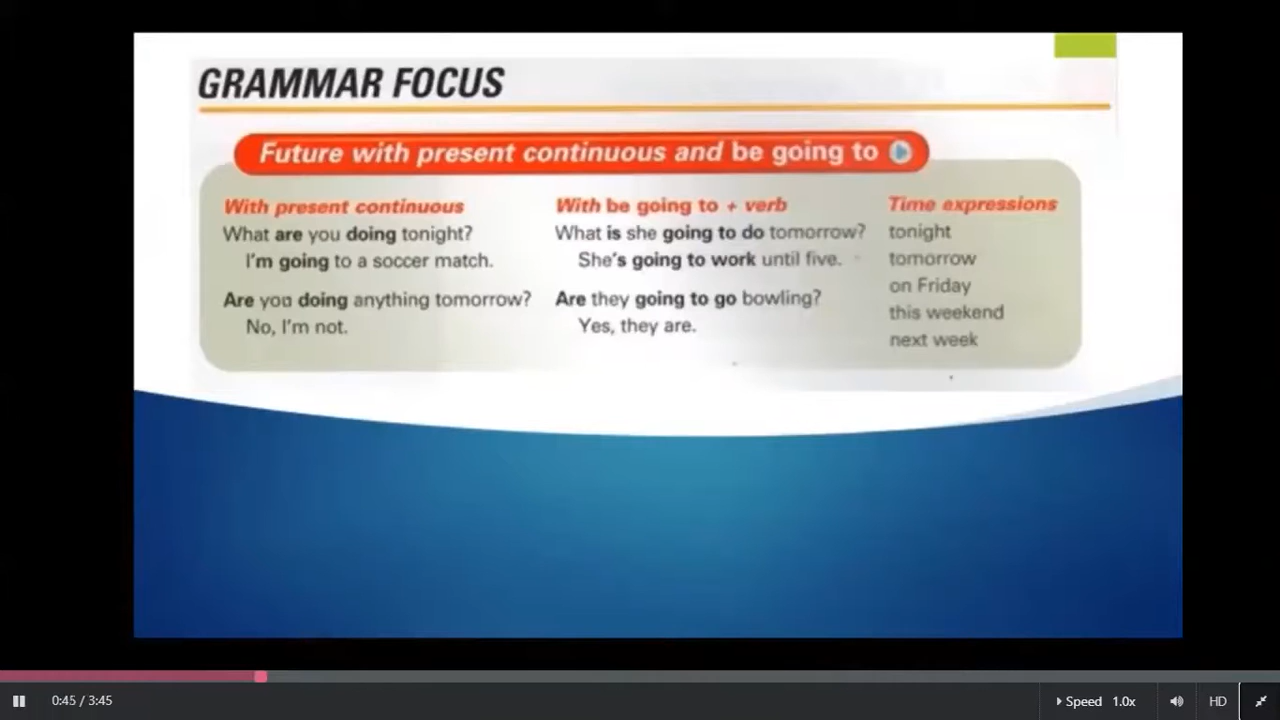 GRAMMAR FOCUS
Future with present continuous and be going to
With present continuous
What are you doing tonight?
I'm going to a soccer match.
Are you doing anything tomorrow?
No, I'm not.
With be going to + verb
What is she going to do tomorrow?
She's going to work until five.
Are they going to go bowling?
Yes, they are.
Time expressions
tonight
tomorrow
on Friday
this weekend
next week
0:45 / 3:45
Speed 1.0x
HD